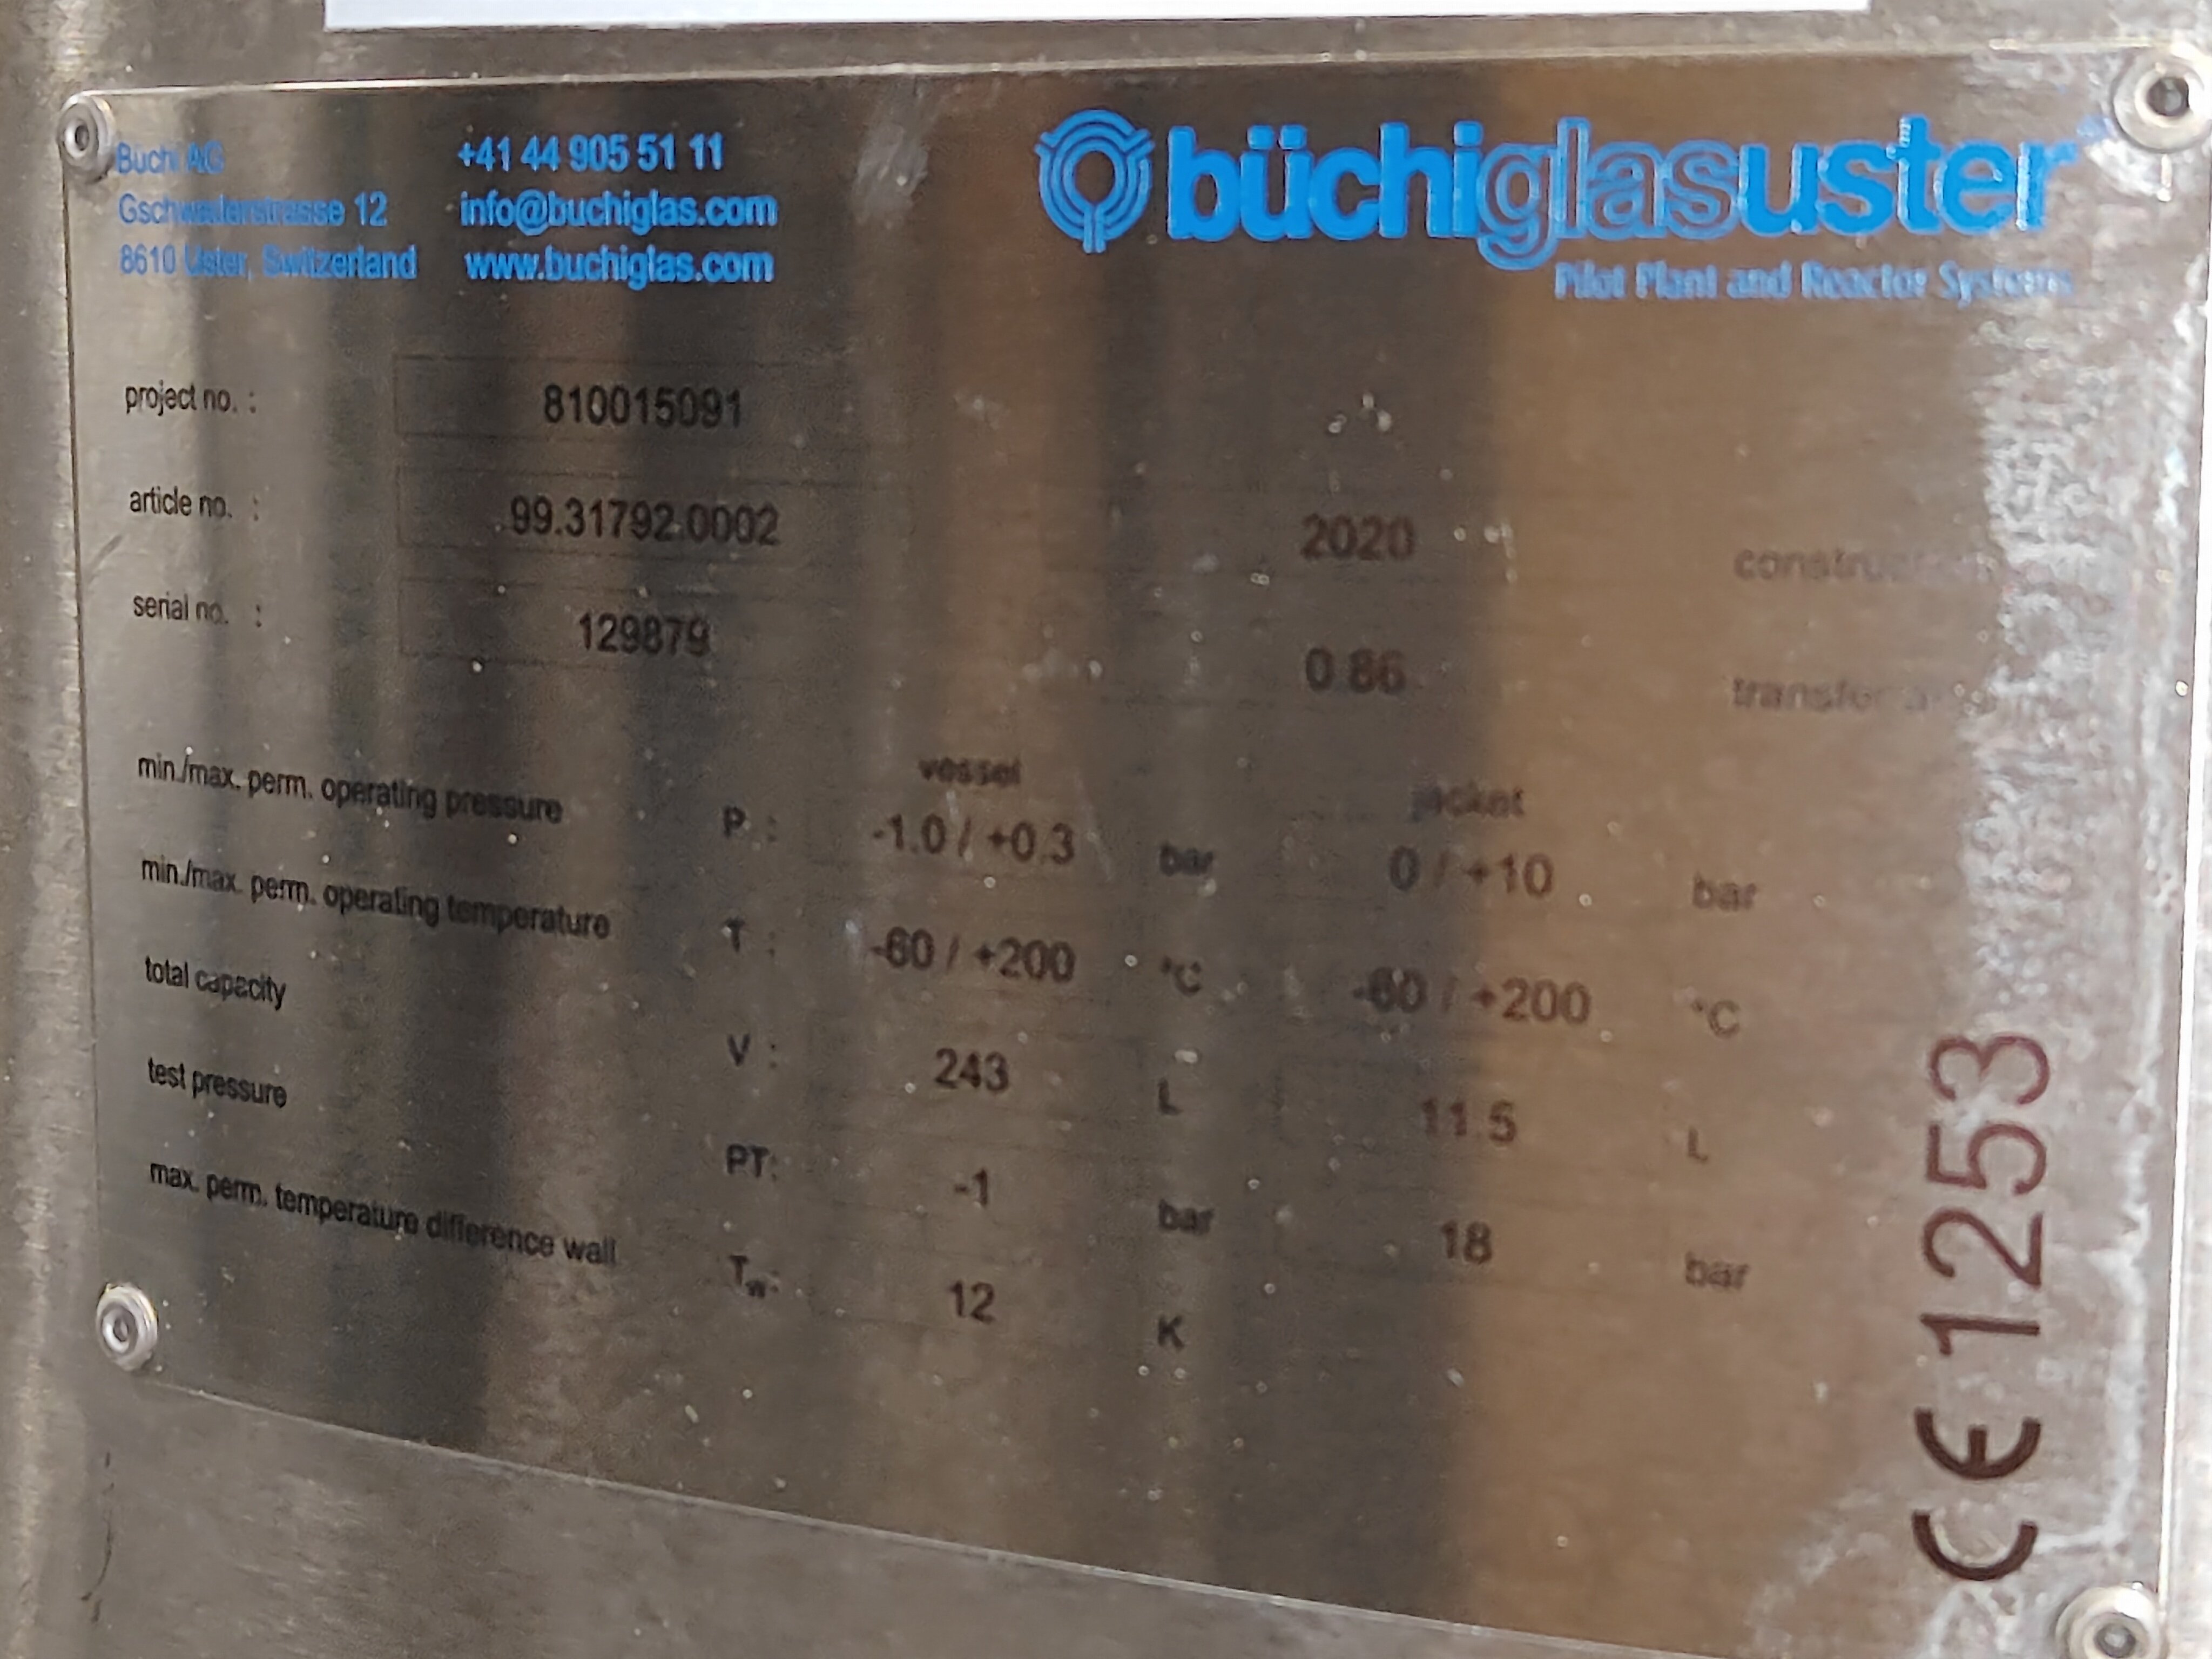 Büchi AG
Gschwaderstrasse 12
8610 Uster, Switzerland
+41 44 905 51 11
info@buchiglas.com
www.buchiglas.com
büchiglasuster
Pilot Plant and Reactor Systems
project no. : 810015091
article no. : 99.31792.0002 2020
serial no. : 129879 0.86
vessel jacket
min./max. perm. operating pressure P : -1.0 / +0.3 bar 0 / +10 bar
min./max. perm. operating temperature T : -60 / +200 °C -60 / +200 °C
total capacity V : 243 L 11.5 L
test pressure PT: -1 bar 18 bar
max. perm. temperature difference wall Tw: 12 K
CE 1253